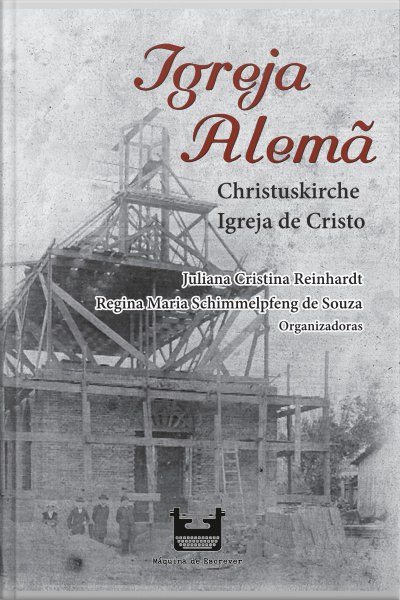 Igreja
Alemã
Christuskirche
Igreja de Cristo
Juliana Cristina Reinhardt
Regina Maria Schimmelpfeng de Souza
Organizadoras
Máquina de Escrever